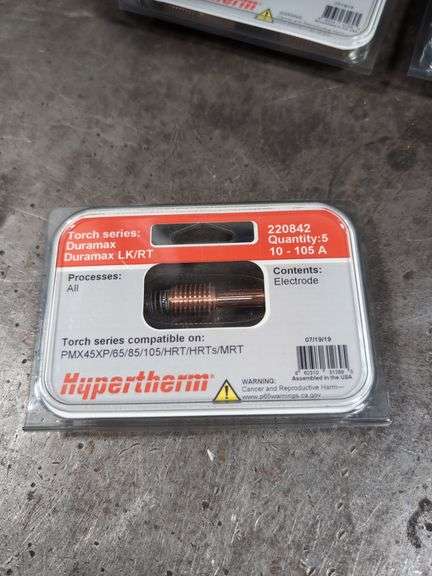 Hypertherm
Torch series:
Duramax
Duramax LK/RT
220842
Quantity:5
10 - 105 A
Processes:
All
Contents:
Electrode
Torch series compatible on:
PMX45XP/65/85/105/HRT/HRTs/MRT
07/19/19
Assembled in the USA
Hypertherm®
WARNING:
Cancer and Reproductive Harm—
www.p65warnings.ca.gov